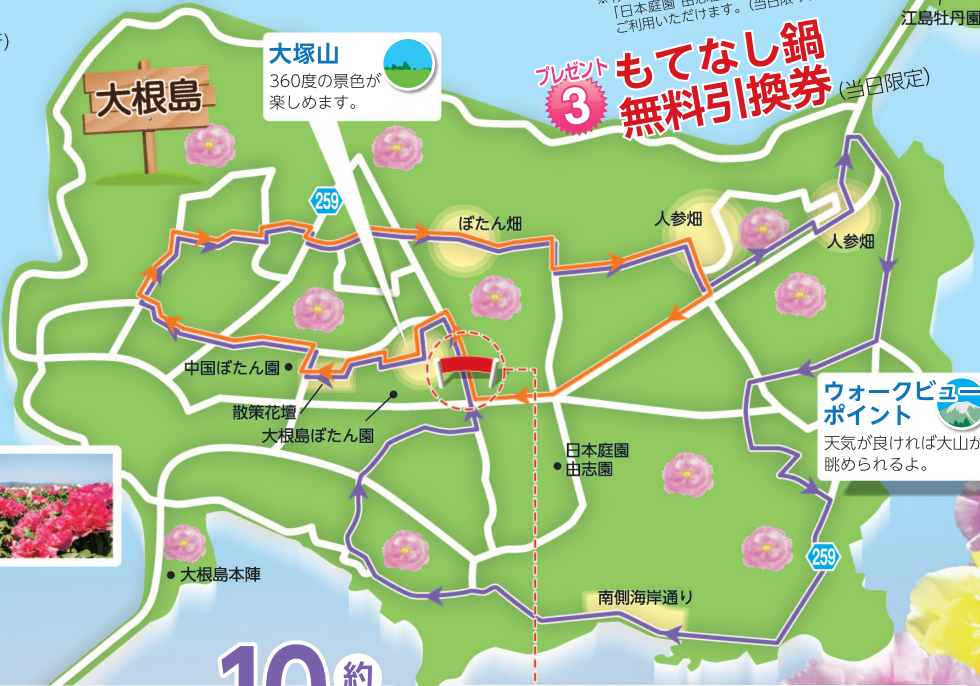 「日本庭園 由志
ご利用いただけます。(当日限り
江島牡丹園
プレゼント
3
もてなし鍋
無料引換券
(当日限定)
大塚山
360度の景色が
楽しめます。
大根島
259
ぼたん畑
人参畑
人参畑
中国ぼたん園
散策花壇
大根島ぼたん園
ウォークビュー
ポイント
天気が良ければ大山が
眺められるよ。
日本庭園
由志園
259
大根島本陣
南側海岸通り
10
約